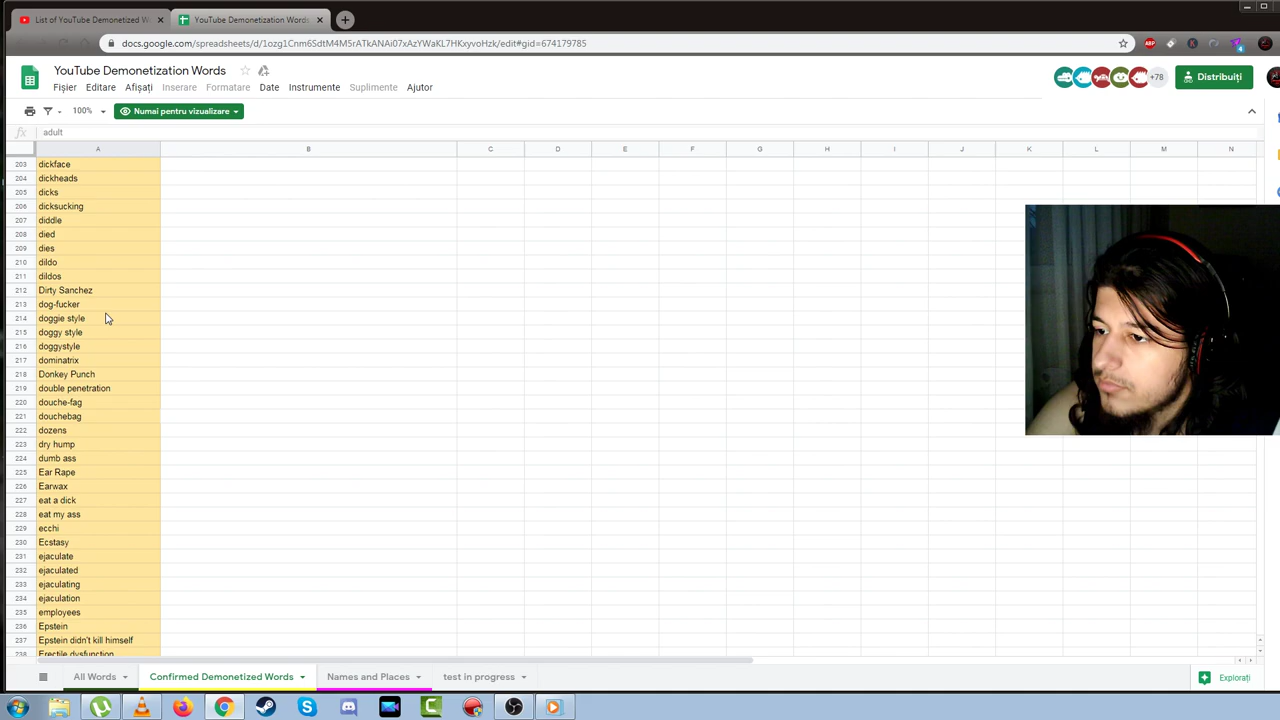 List of YouTube Demonetized W
YouTube Demonetization Words
docs.google.com/spreadsheets/d/1ozg1Cnm6SdtM4M5rATkANAi07xAzYWaKL7HKxyvoHzk/edit#gid=674179785
YouTube Demonetization Words
Fișier Editare Afișați Inserare Formatare Date Instrumente Suplimente Ajutor
+78
Distribuiți
100%
Numai pentru vizualizare
fx adult
A B C D E F G H I J K L M N
203 dickface
204 dickheads
205 dicks
206 dicksucking
207 diddle
208 died
209 dies
210 dildo
211 dildos
212 Dirty Sanchez
213 dog-fucker
214 doggie style
215 doggy style
216 doggystyle
217 dominatrix
218 Donkey Punch
219 double penetration
220 douche-fag
221 douchebag
222 dozens
223 dry hump
224 dumb ass
225 Ear Rape
226 Earwax
227 eat a dick
228 eat my ass
229 ecchi
230 Ecstasy
231 ejaculate
232 ejaculated
233 ejaculating
234 ejaculation
235 employees
236 Epstein
237 Epstein didn't kill himself
238 Erectile dysfunction
All Words Confirmed Demonetized Words Names and Places test in progress
Explorați